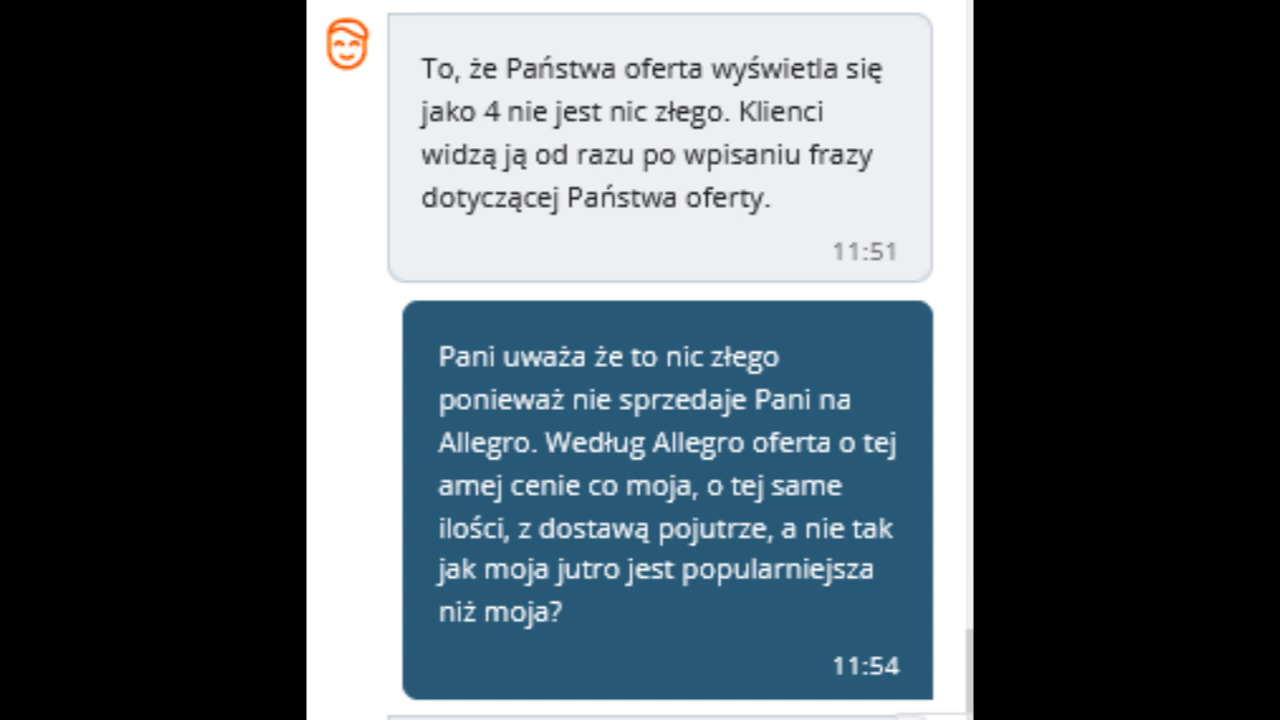 To, że Państwa oferta wyświetla się
jako 4 nie jest nic złego. Klienci
widzą ją od razu po wpisaniu frazy
dotyczącej Państwa oferty.
11:51
Pani uważa że to nic złego
ponieważ nie sprzedaje Pani na
Allegro. Według Allegro oferta o tej
amej cenie co moja, o tej same
ilości, z dostawą pojutrze, a nie tak
jak moja jutro jest popularniejsza
niż moja?
11:54